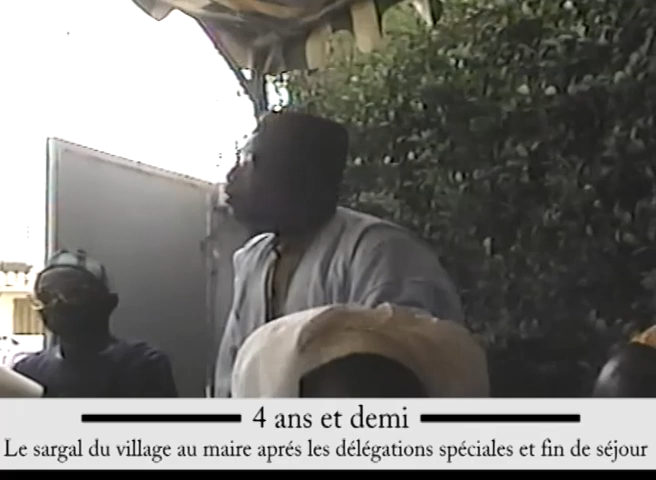 4 ans et demi
Le sargal du village au maire aprés les délégations spéciales et fin de séjour